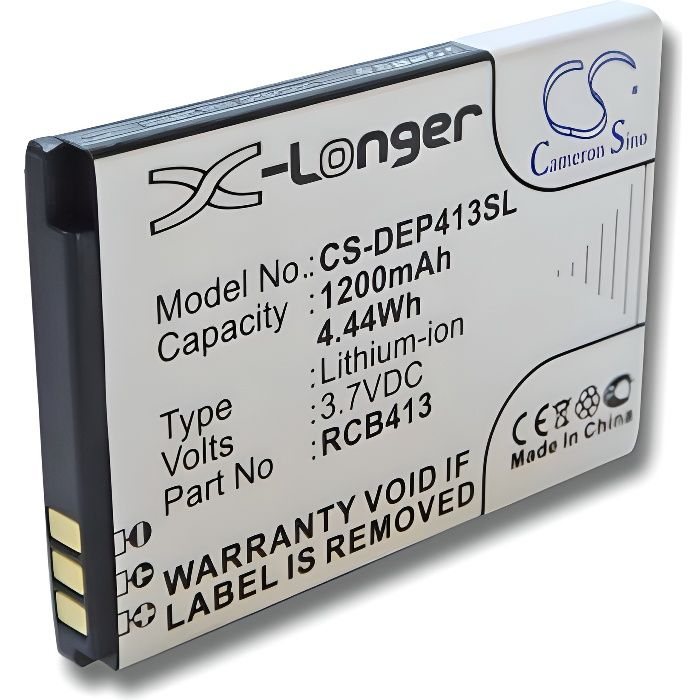 X-Longer
CS
Cameron Sino
Model No.: CS-DEP413SL
Capacity : 1200mAh
4.44Wh
Type : Lithium-ion
Volts : 3.7VDC
Part No : RCB413
CE
Made In China
WARRANTY VOID IF
LABEL IS REMOVED